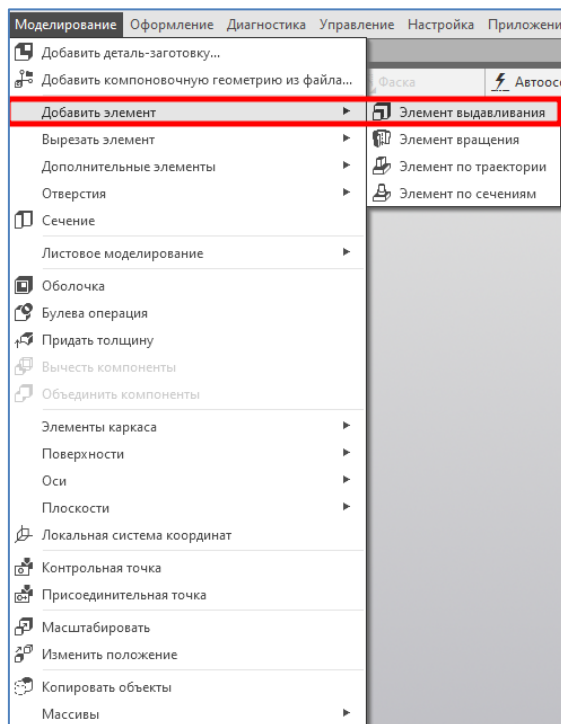 Моделирование Оформление Диагностика Управление Настройка Приложени
Добавить деталь-заготовку...
Добавить компоновочную геометрию из файла... Фаска Автоос
Добавить элемент Элемент выдавливания
Вырезать элемент Элемент вращения
Дополнительные элементы Элемент по траектории
Отверстия Элемент по сечениям
Сечение
Листовое моделирование
Оболочка
Булева операция
Придать толщину
Вычесть компоненты
Объединить компоненты
Элементы каркаса
Поверхности
Оси
Плоскости
Локальная система координат
Контрольная точка
Присоединительная точка
Масштабировать
Изменить положение
Копировать объекты
Массивы